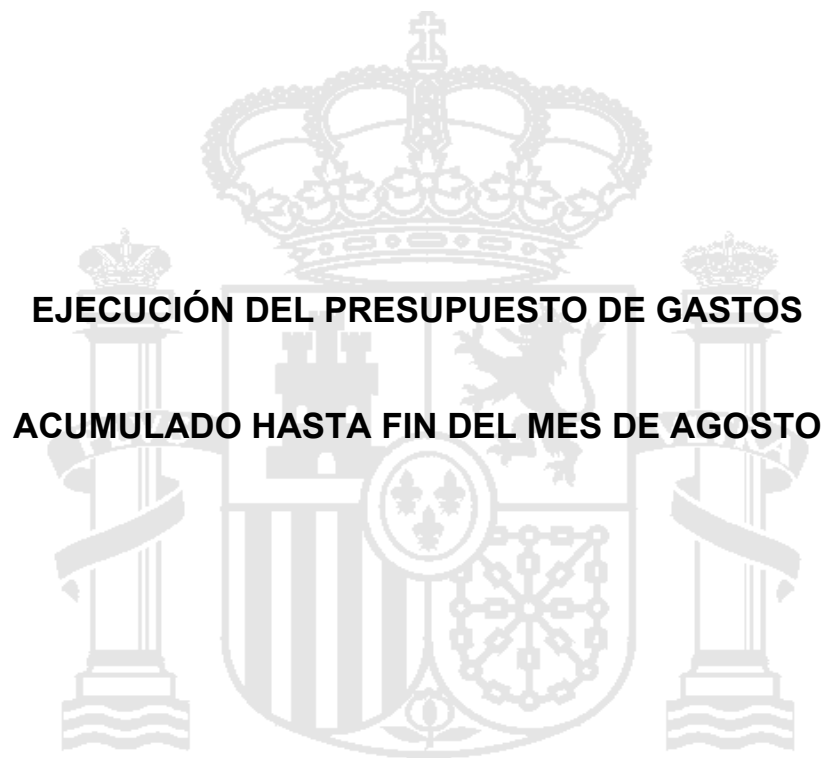 EJECUCIÓN DEL PRESUPUESTO DE GASTOS
ACUMULADO HASTA FIN DEL MES DE AGOSTO